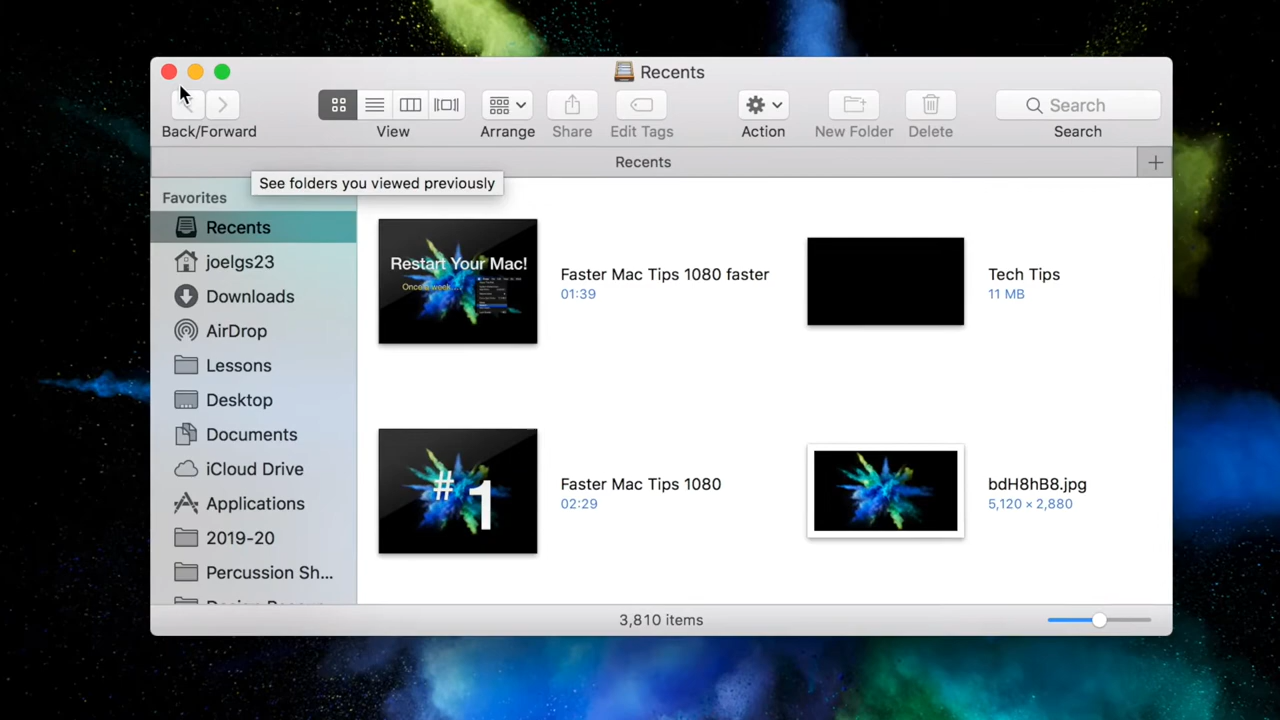 Recents
Back/Forward
View
Arrange
Share
Edit Tags
Action
New Folder
Delete
Search
Search
Recents
See folders you viewed previously
Favorites
Recents
joelgs23
Downloads
AirDrop
Lessons
Desktop
Documents
iCloud Drive
Applications
2019-20
Percussion Sh...
Restart Your Mac!
Once a week....
Faster Mac Tips 1080 faster
01:39
Tech Tips
11 MB
#1
Faster Mac Tips 1080
02:29
bdH8hB8.jpg
5,120 × 2,880
3,810 items